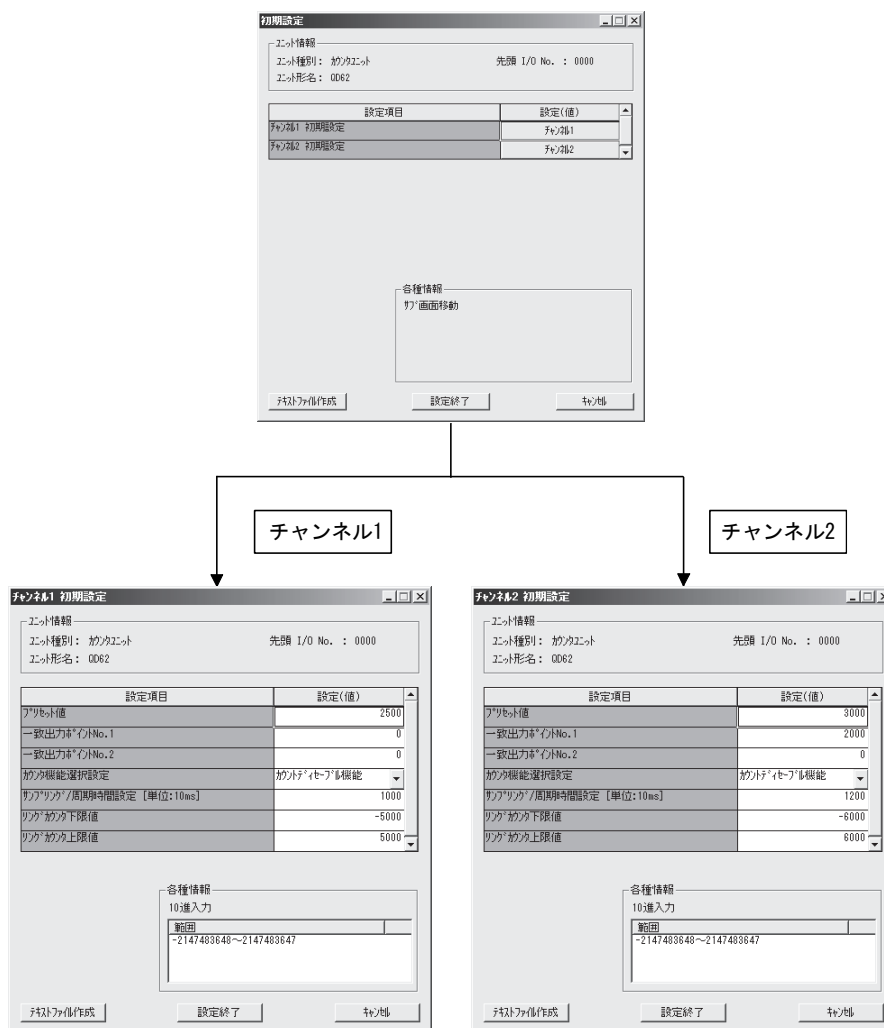 初期設定
ユニット情報
ユニット種別: カウンタユニット 先頭 I/O No. : 0000
ユニット形名: QD62
設定項目 設定(値)
チャンネル1 初期設定 チャンネル1
チャンネル2 初期設定 チャンネル2
各種情報
サブ画面移動
テキストファイル作成 設定終了 キャンセル
チャンネル1
チャンネル2
チャンネル1 初期設定
ユニット情報
ユニット種別: カウンタユニット 先頭 I/O No. : 0000
ユニット形名: QD62
設定項目 設定(値)
プリセット値 2500
一致出力ポイントNo.1 0
一致出力ポイントNo.2 0
カウンタ機能選択設定 カウントディセーブル機能
サンプリング/周期時間設定 [単位:10ms] 1000
リングカウンタ下限値 -5000
リングカウンタ上限値 5000
各種情報
10進入力
範囲
-2147483648～2147483647
テキストファイル作成 設定終了 キャンセル
チャンネル2 初期設定
ユニット情報
ユニット種別: カウンタユニット 先頭 I/O No. : 0000
ユニット形名: QD62
設定項目 設定(値)
プリセット値 3000
一致出力ポイントNo.1 2000
一致出力ポイントNo.2 0
カウンタ機能選択設定 カウントディセーブル機能
サンプリング/周期時間設定 [単位:10ms] 1200
リングカウンタ下限値 -6000
リングカウンタ上限値 6000
各種情報
10進入力
範囲
-2147483648～2147483647
テキストファイル作成 設定終了 キャンセル